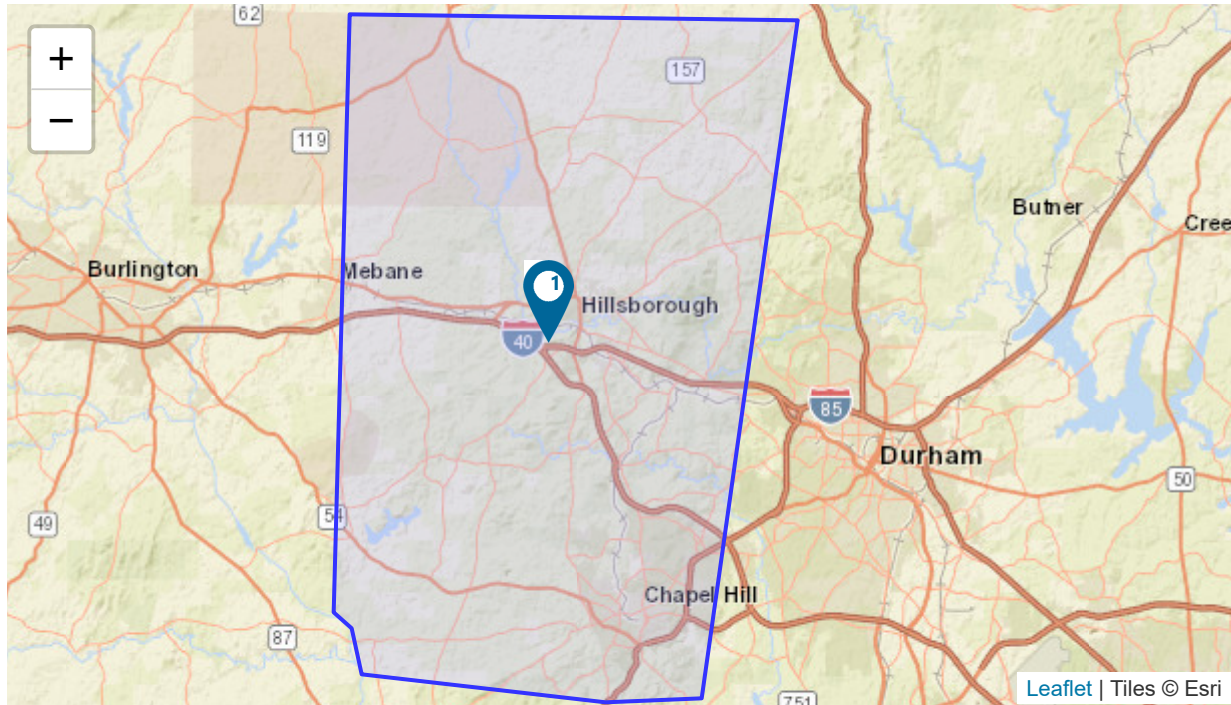 62
+
157
−
119
Butner
Cree
Burlington
Mebane
1
Hillsborough
40
85
Durham
50
54
49
Chapel Hill
87
751
Leaflet | Tiles © Esri